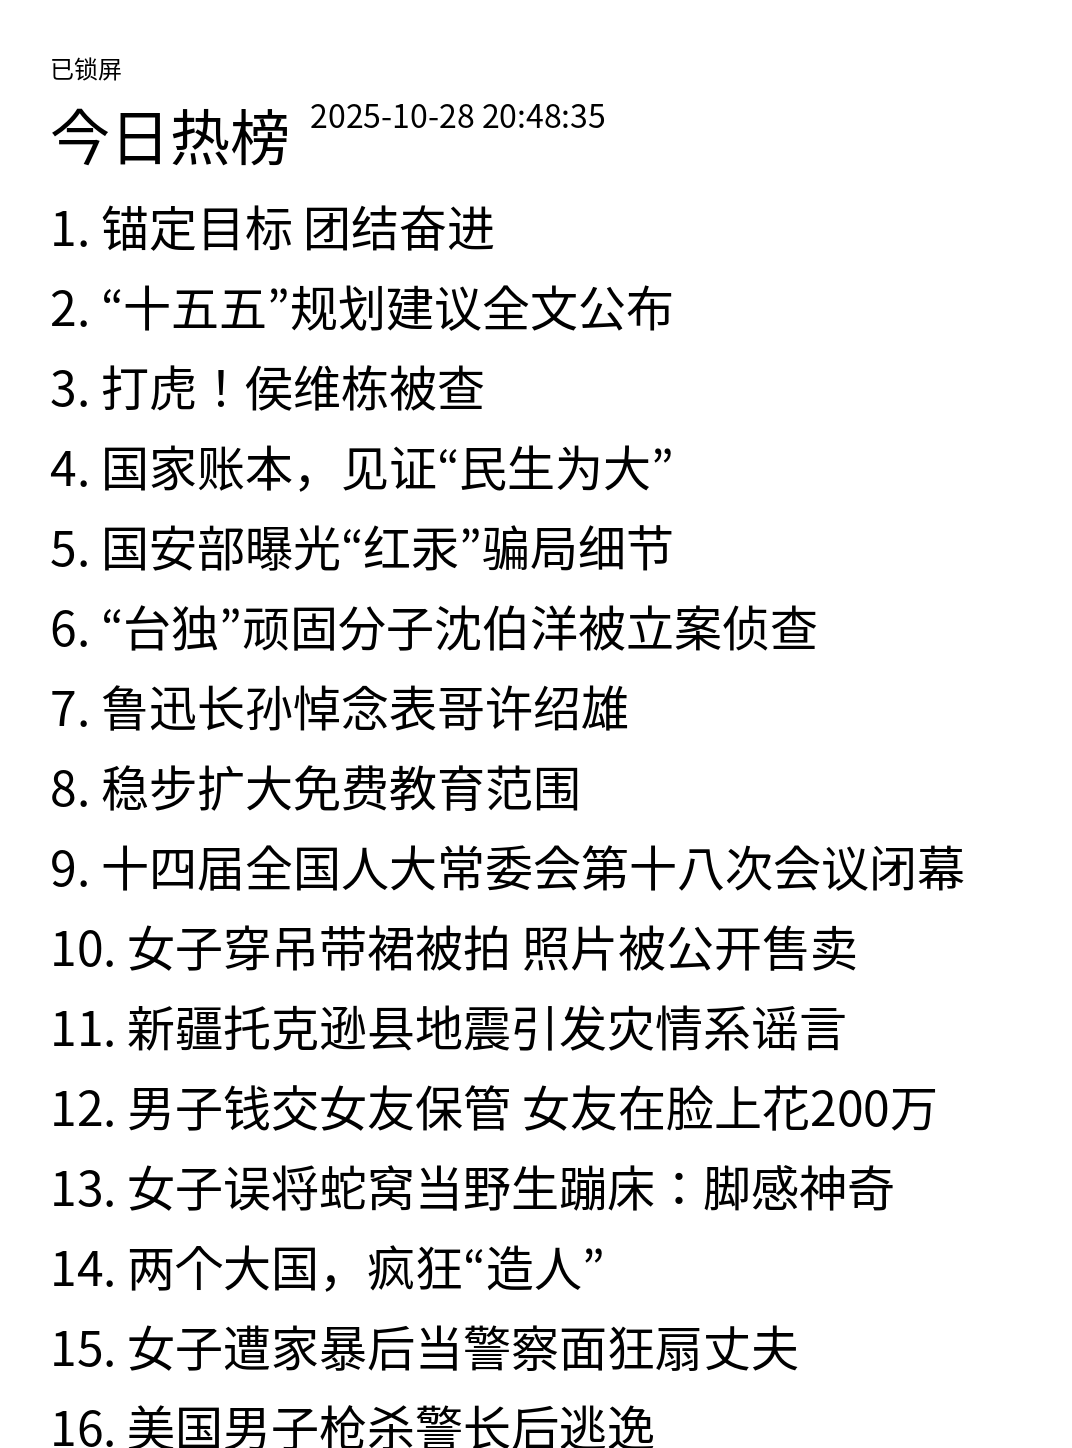 已锁屏
今日热榜 2025-10-28 20:48:35
1. 锚定目标 团结奋进
2. “十五五”规划建议全文公布
3. 打虎！侯维栋被查
4. 国家账本，见证“民生为大”
5. 国安部曝光“红汞”骗局细节
6. “台独”顽固分子沈伯洋被立案侦查
7. 鲁迅长孙悼念表哥许绍雄
8. 稳步扩大免费教育范围
9. 十四届全国人大常委会第十八次会议闭幕
10. 女子穿吊带裙被拍 照片被公开售卖
11. 新疆托克逊县地震引发灾情系谣言
12. 男子钱交女友保管 女友在脸上花200万
13. 女子误将蛇窝当野生蹦床：脚感神奇
14. 两个大国，疯狂“造人”
15. 女子遭家暴后当警察面狂扇丈夫
16. 美国男子枪杀警长后逃逸